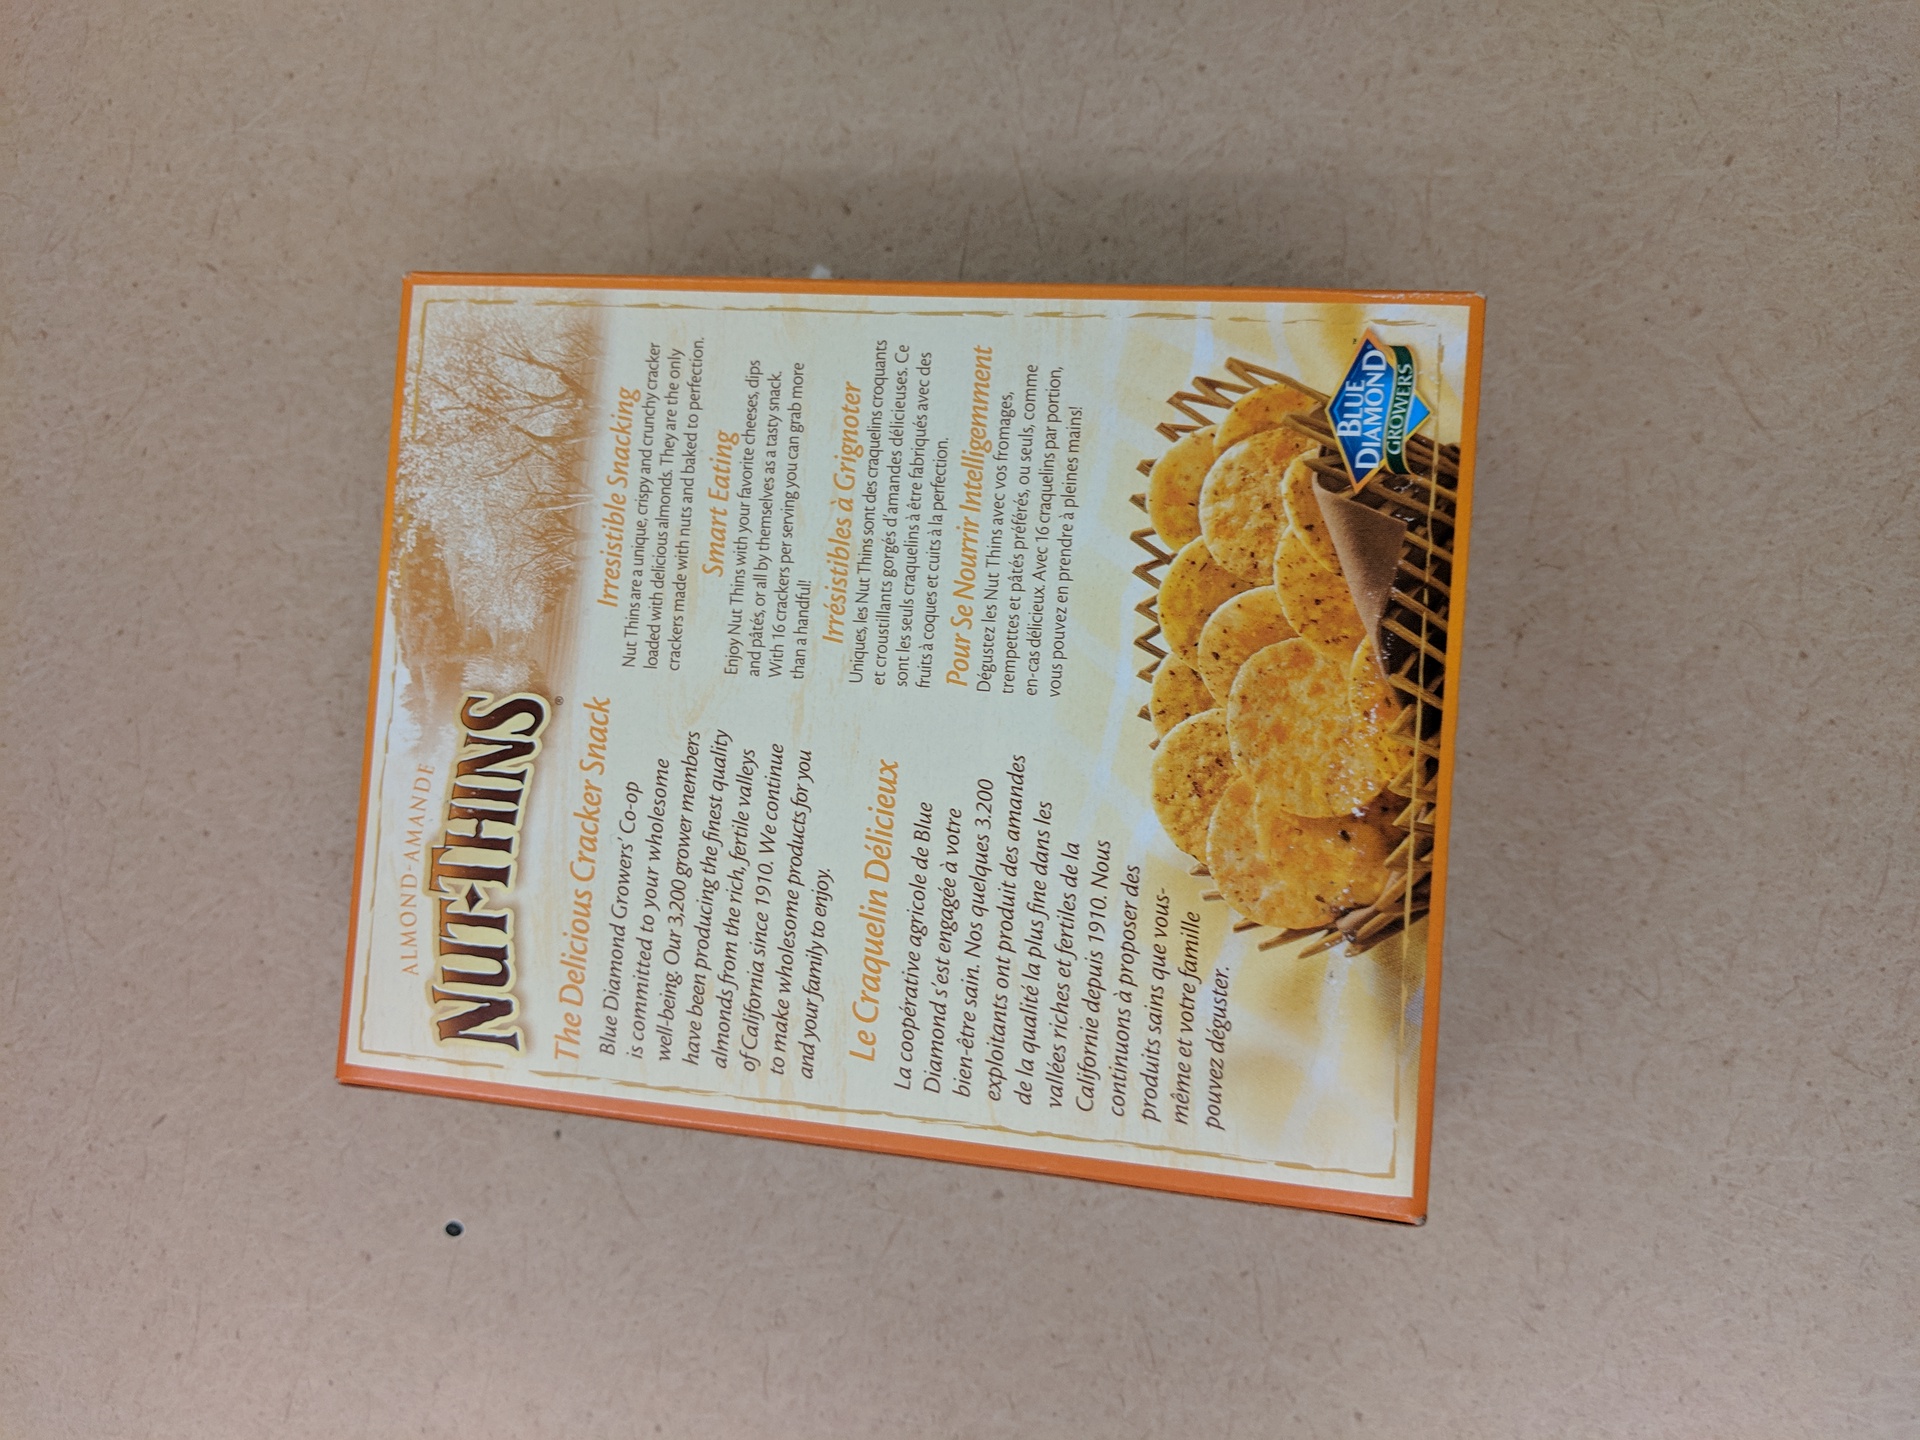 ALMOND-AMANDE
NUT-THINS
®
The Delicious Cracker Snack
Blue Diamond Growers' Co-op
is committed to your wholesome
well-being. Our 3,200 grower members
have been producing the finest quality
almonds from the rich, fertile valleys
of California since 1910. We continue
to make wholesome products for you
and your family to enjoy.
Le Craquelin Délicieux
La coopérative agricole de Blue
Diamond s'est engagée à votre
bien-être sain. Nos quelques 3.200
exploitants ont produit des amandes
de la qualité la plus fine dans les
vallées riches et fertiles de la
Californie depuis 1910. Nous
continuons à proposer des
produits sains que vous-
même et votre famille
pouvez déguster.
Irresistible Snacking
Nut Thins are a unique, crispy and crunchy cracker
loaded with delicious almonds. They are the only
crackers made with nuts and baked to perfection.
Smart Eating
Enjoy Nut Thins with your favorite cheeses, dips
and pâtés, or all by themselves as a tasty snack.
With 16 crackers per serving you can grab more
than a handful!
Irrésistibles à Grignoter
Uniques, les Nut Thins sont des craquelins croquants
et croustillants gorgés d'amandes délicieuses. Ce
sont les seuls craquelins à être fabriqués avec des
fruits à coques et cuits à la perfection.
Pour Se Nourrir Intelligemment
Dégustez les Nut Thins avec vos fromages,
trempettes et pâtés préférés, ou seuls, comme
en-cas délicieux. Avec 16 craquelins par portion,
vous pouvez en prendre à pleines mains!
BLUE
DIAMOND®
GROWERS